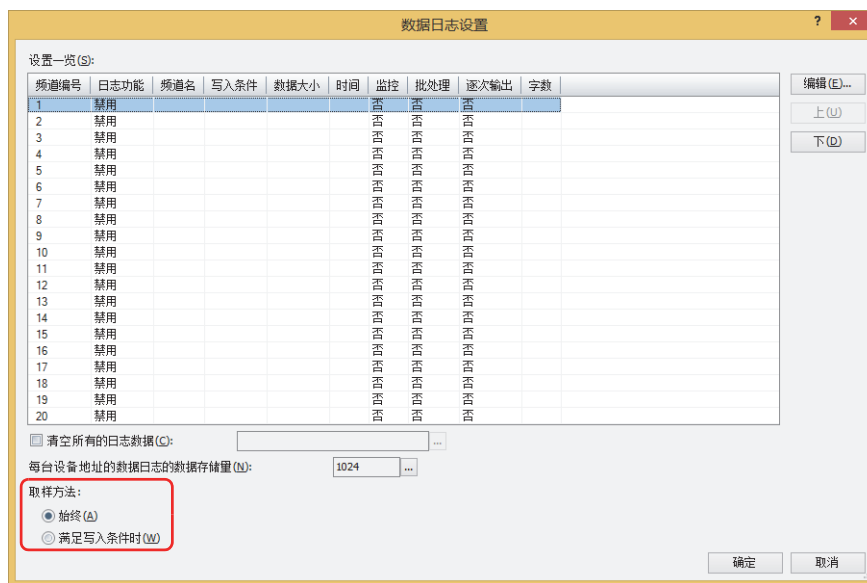 数据日志设置
?
×
设置一览(S):
频道编号 日志功能 频道名 写入条件 数据大小 时间 监控 批处理 逐次输出 字数
1 禁用 否 否 否
2 禁用 否 否 否
3 禁用 否 否 否
4 禁用 否 否 否
5 禁用 否 否 否
6 禁用 否 否 否
7 禁用 否 否 否
8 禁用 否 否 否
9 禁用 否 否 否
10 禁用 否 否 否
11 禁用 否 否 否
12 禁用 否 否 否
13 禁用 否 否 否
14 禁用 否 否 否
15 禁用 否 否 否
16 禁用 否 否 否
17 禁用 否 否 否
18 禁用 否 否 否
19 禁用 否 否 否
20 禁用 否 否 否
编辑(E)...
上(U)
下(D)
清空所有的日志数据(C): ...
每台设备地址的数据日志的数据存储量(N): 1024 ...
取样方法:
始终(A)
满足写入条件时(W)
确定 取消